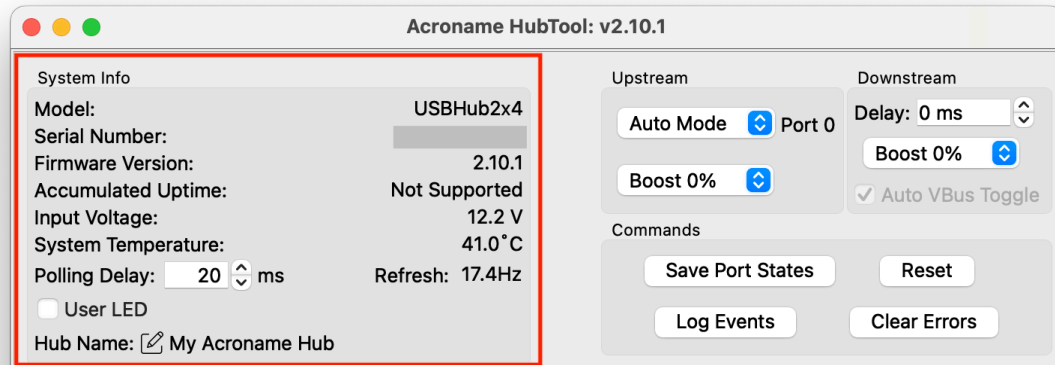 Acroname HubTool: v2.10.1
System Info
Model: USBHub2x4
Serial Number:
Firmware Version: 2.10.1
Accumulated Uptime: Not Supported
Input Voltage: 12.2 V
System Temperature: 41.0°C
Polling Delay: 20 ms Refresh: 17.4Hz
User LED
Hub Name: My Acroname Hub
Upstream
Auto Mode Port 0
Boost 0%
Downstream
Delay: 0 ms
Boost 0%
Auto VBus Toggle
Commands
Save Port States Reset
Log Events Clear Errors